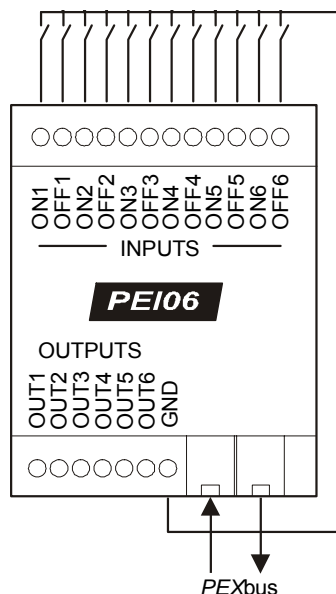 ON1 OFF1 ON2 OFF2 ON3 OFF3 ON4 OFF4 ON5 OFF5 ON6 OFF6
INPUTS
PEI06
OUTPUTS
OUT1 OUT2 OUT3 OUT4 OUT5 OUT6 GND
PEXbus